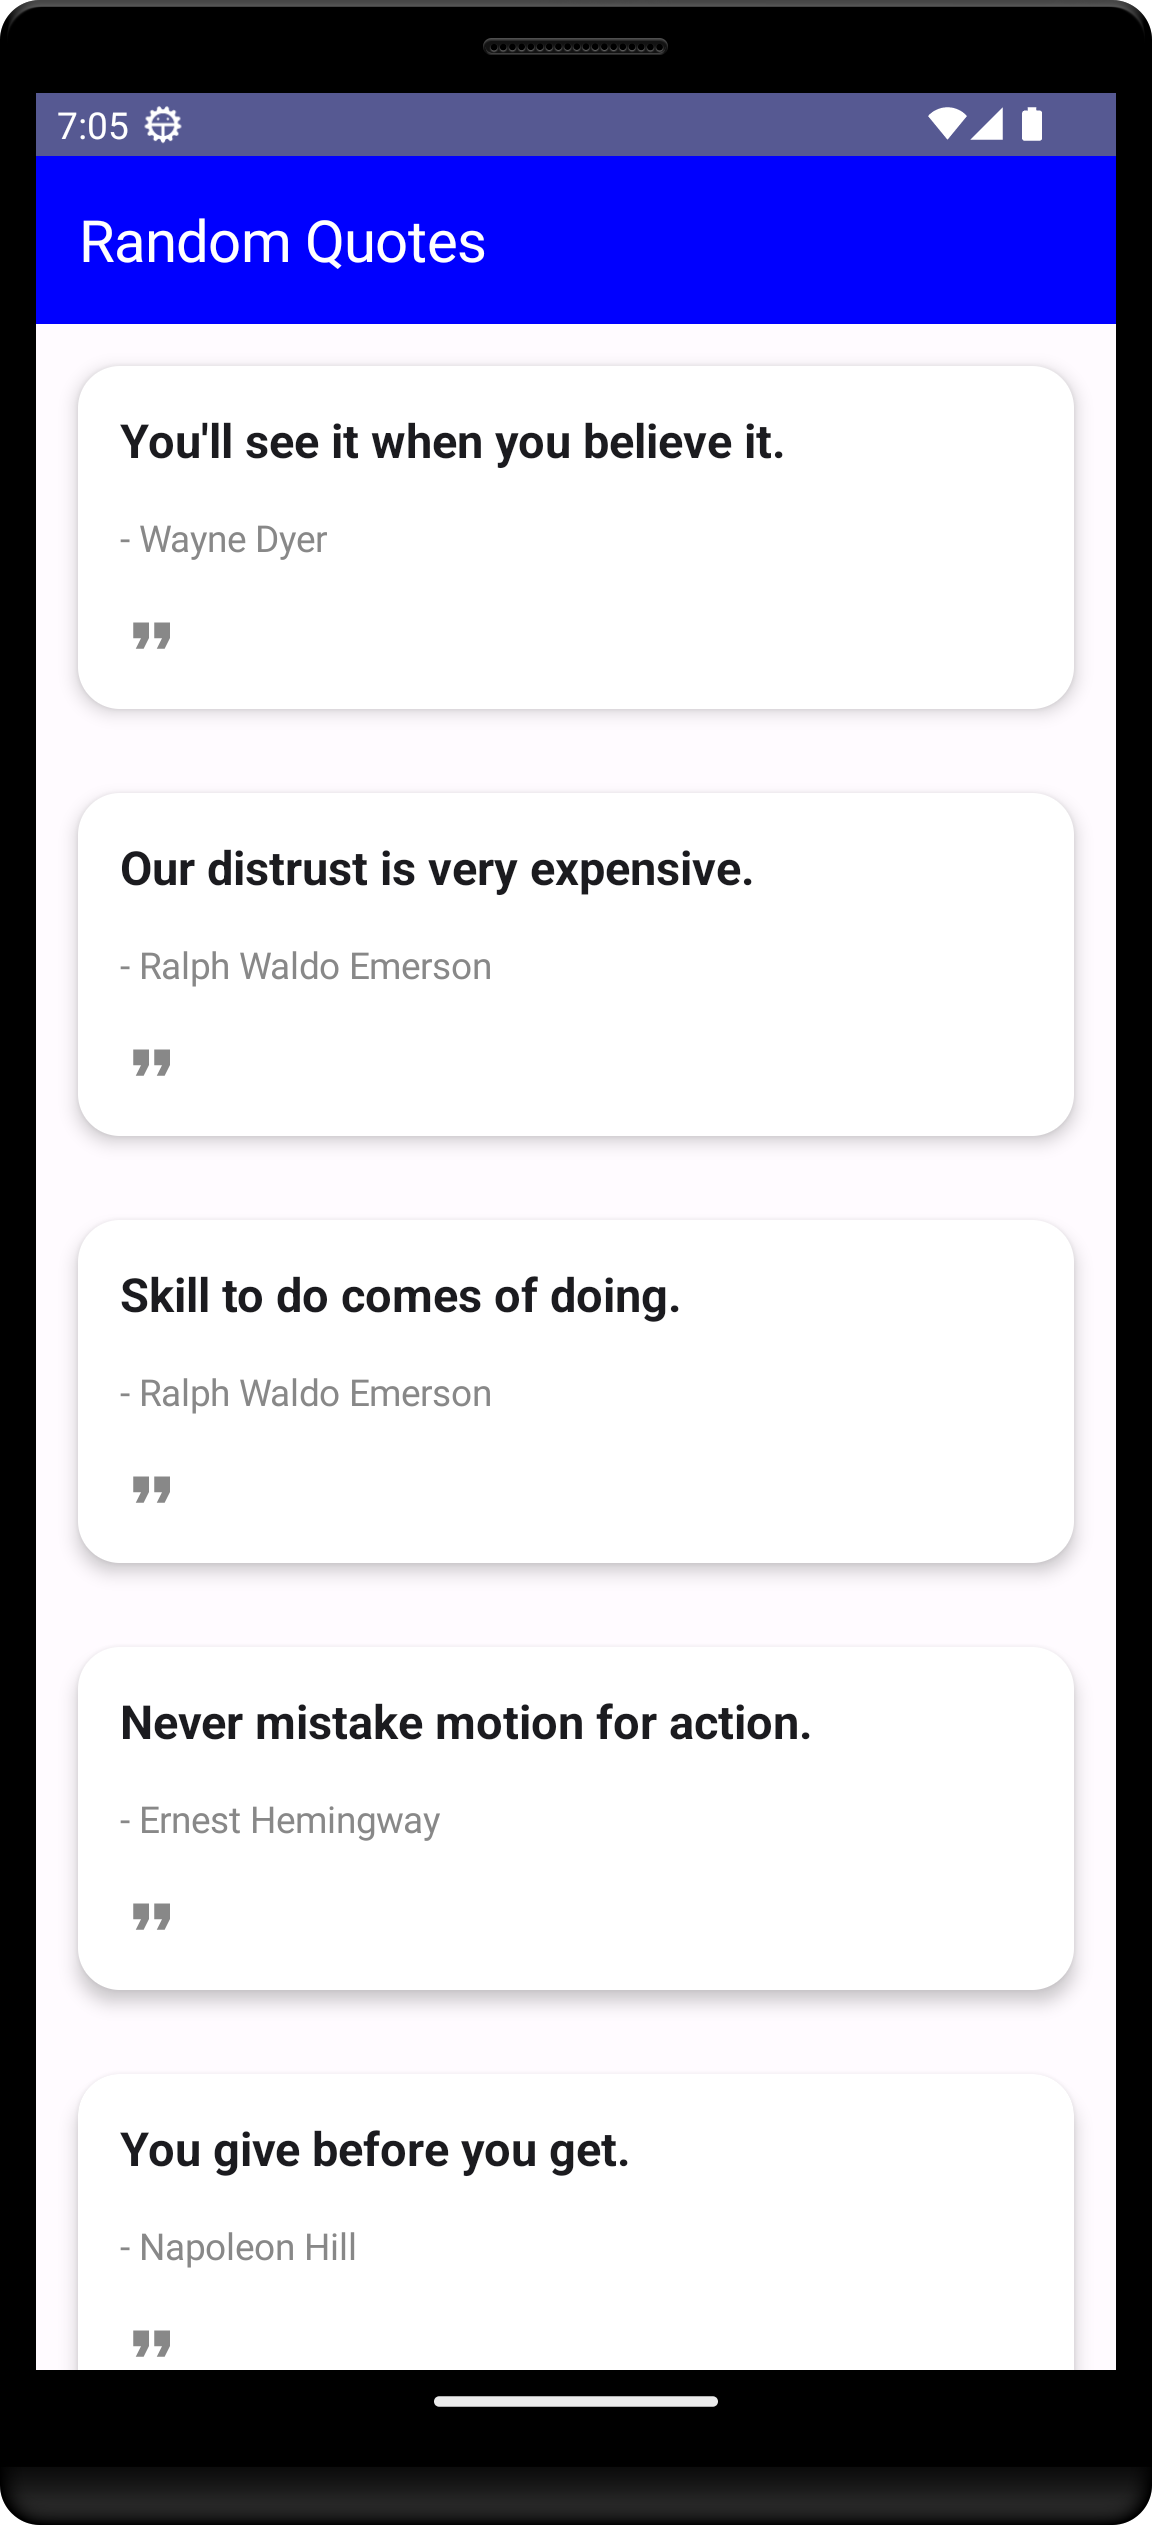 7:05
Random Quotes
You'll see it when you believe it.
- Wayne Dyer
Our distrust is very expensive.
- Ralph Waldo Emerson
Skill to do comes of doing.
- Ralph Waldo Emerson
Never mistake motion for action.
- Ernest Hemingway
You give before you get.
- Napoleon Hill